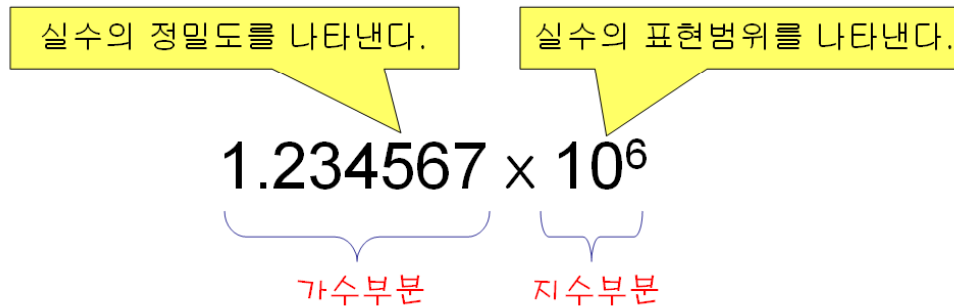 실수의 정밀도를 나타낸다.
실수의 표현범위를 나타낸다.
1.234567 × 10⁶
가수부분
지수부분